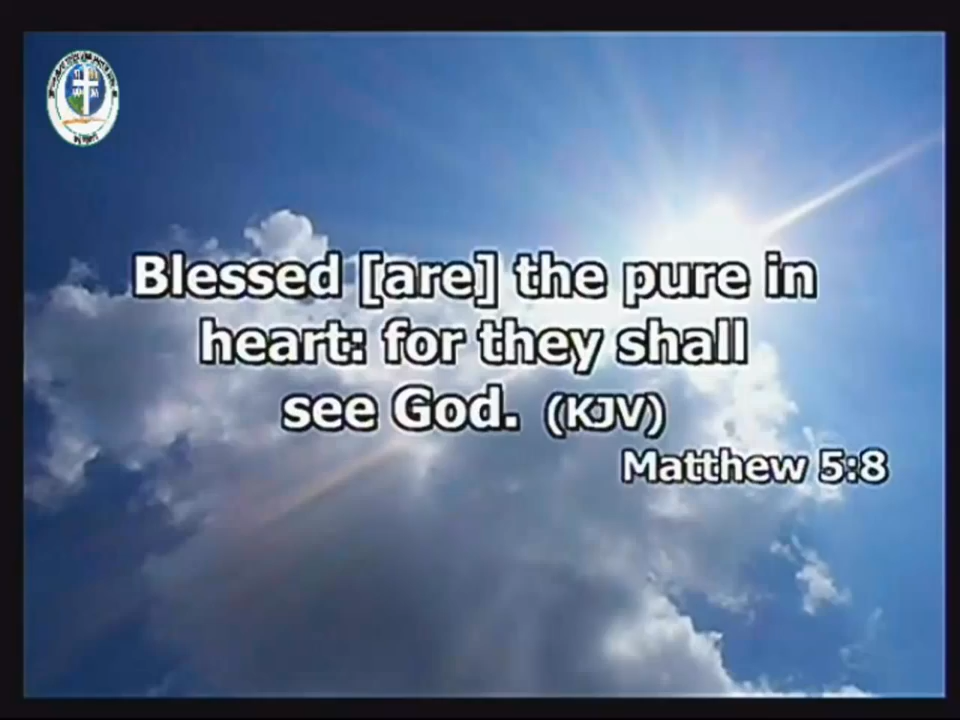 Blessed [are] the pure in
heart: for they shall
see God. (KJV)
Matthew 5:8